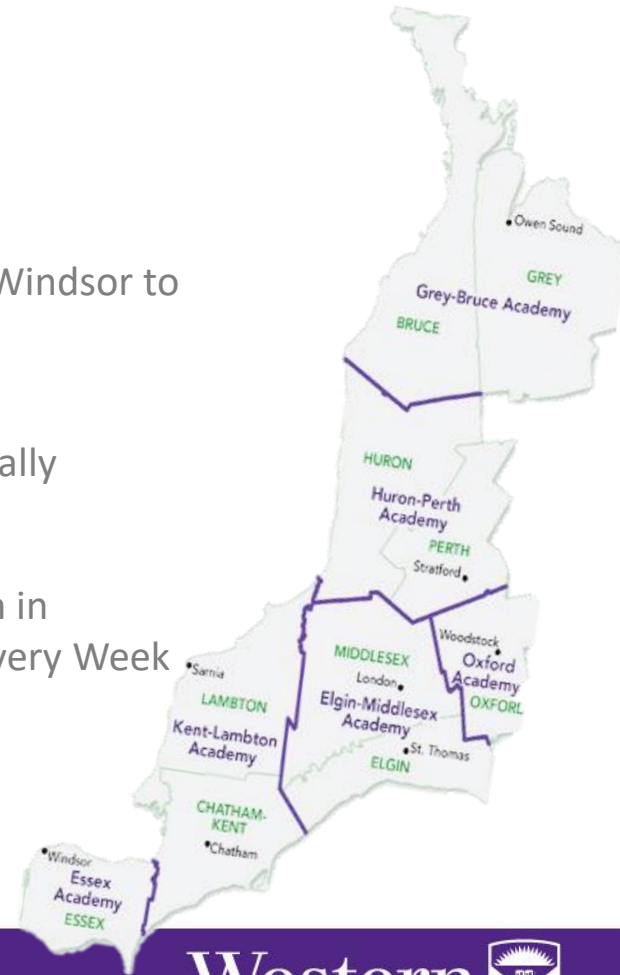 Windsor to
ally
n in
very Week
Owen Sound
GREY
Grey-Bruce Academy
BRUCE
HURON
Huron-Perth
Academy
PERTH
Stratford
Woodstock
Oxford
Academy
OXFORD
MIDDLESEX
London
Elgin-Middlesex
Academy
St. Thomas
ELGIN
Sarnia
LAMBTON
Kent-Lambton
Academy
CHATHAM-
KENT
Chatham
Windsor
Essex
Academy
ESSEX
Western